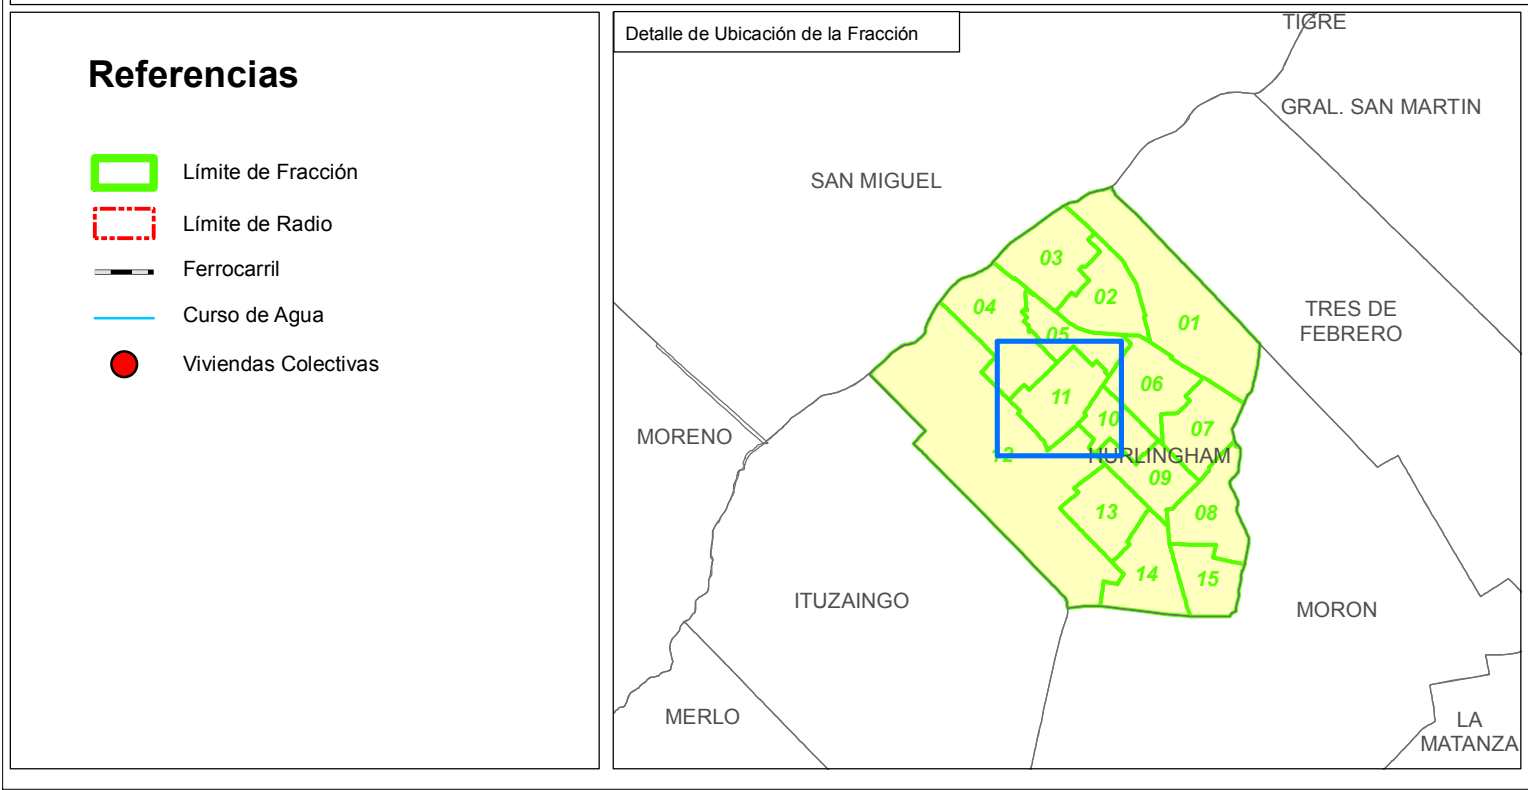 Referencias
Límite de Fracción
Límite de Radio
Ferrocarril
Curso de Agua
Viviendas Colectivas
Detalle de Ubicación de la Fracción
TIGRE
GRAL. SAN MARTIN
SAN MIGUEL
03
02
04
01
TRES DE
FEBRERO
05
06
11
10
07
MORENO
12
HURLINGHAM
09
13
08
14
15
ITUZAINGO
MORON
MERLO
LA
MATANZA